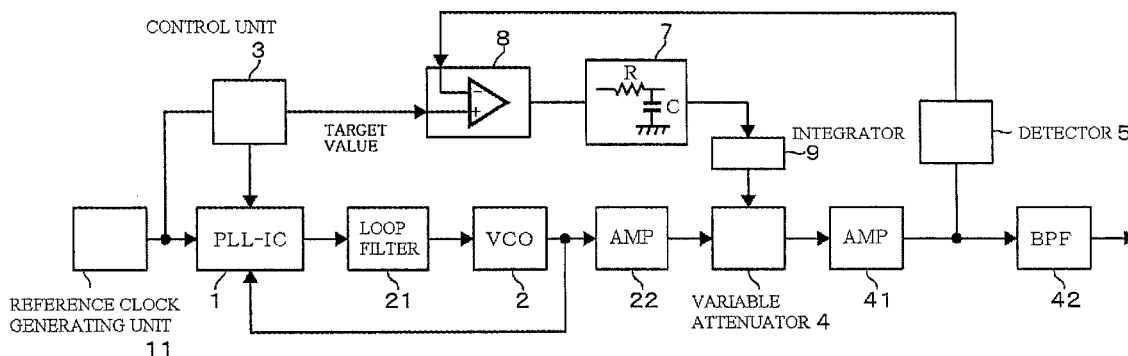 CONTROL UNIT
3
8
7
R
C
-
+
TARGET
VALUE
INTEGRATOR
9
DETECTOR 5
PLL-IC
LOOP
FILTER
VCO
AMP
AMP
BPF
1
21
2
22
VARIABLE
ATTENUATOR 4
41
42
REFERENCE CLOCK
GENERATING UNIT
11